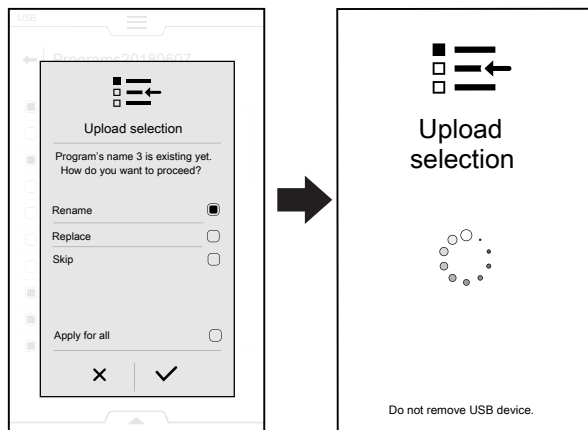 USB
Programs20180607
Upload selection
Program's name 3 is existing yet.
How do you want to proceed?
Rename
Replace
Skip
Apply for all
Upload
selection
Do not remove USB device.